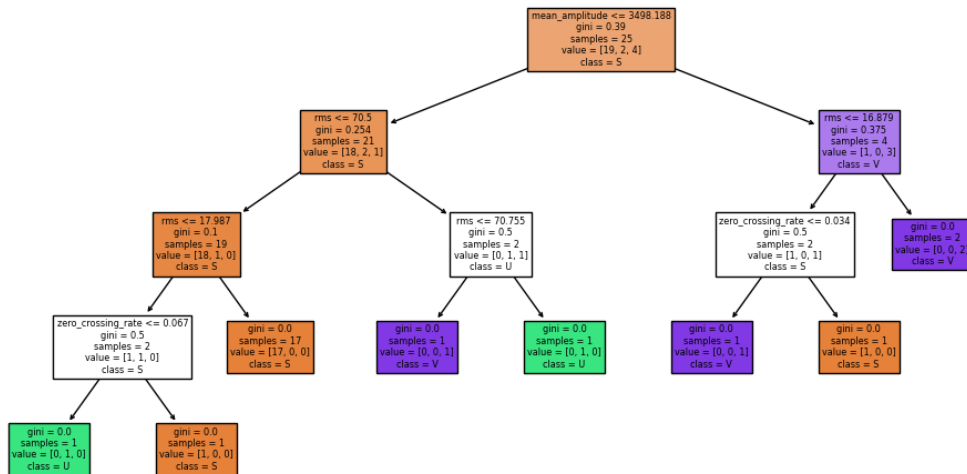 mean_amplitude <= 3498.188
gini = 0.39
samples = 25
value = [19, 2, 4]
class = S
rms <= 70.5
gini = 0.254
samples = 21
value = [18, 2, 1]
class = S
rms <= 16.879
gini = 0.375
samples = 4
value = [1, 0, 3]
class = V
rms <= 17.987
gini = 0.1
samples = 19
value = [18, 1, 0]
class = S
rms <= 70.755
gini = 0.5
samples = 2
value = [0, 1, 1]
class = U
zero_crossing_rate <= 0.034
gini = 0.5
samples = 2
value = [1, 0, 1]
class = S
gini = 0.0
samples = 2
value = [0, 0, 2]
class = V
zero_crossing_rate <= 0.067
gini = 0.5
samples = 2
value = [1, 1, 0]
class = S
gini = 0.0
samples = 17
value = [17, 0, 0]
class = S
gini = 0.0
samples = 1
value = [0, 0, 1]
class = V
gini = 0.0
samples = 1
value = [0, 1, 0]
class = U
gini = 0.0
samples = 1
value = [0, 0, 1]
class = V
gini = 0.0
samples = 1
value = [1, 0, 0]
class = S
gini = 0.0
samples = 1
value = [0, 1, 0]
class = U
gini = 0.0
samples = 1
value = [1, 0, 0]
class = S